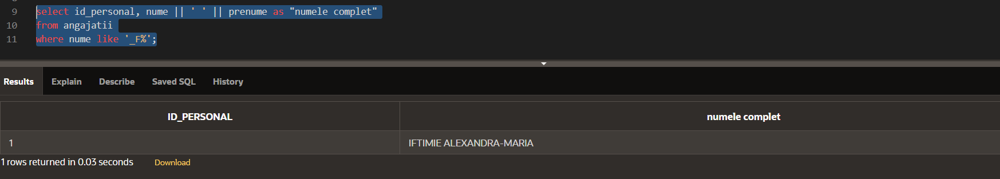 9 select id_personal, nume || ' ' || prenume as "numele complet"
10 from angajatii
11 where nume like '_F%';
Results Explain Describe Saved SQL History
ID_PERSONAL numele complet
1 IFTIMIE ALEXANDRA-MARIA
1 rows returned in 0.03 seconds Download